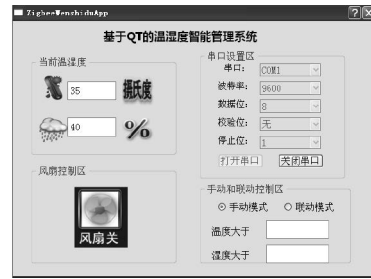 ZigbeeWenshiduApp
基于QT的温湿度智能管理系统
当前温湿度
35
摄氏度
40
%
风扇控制区
风扇关
串口设置区
串口: COM1
波特率: 9600
数据位: 8
校验位: 无
停止位: 1
打开串口 关闭串口
手动和联动控制区
手动模式 联动模式
温度大于
湿度大于